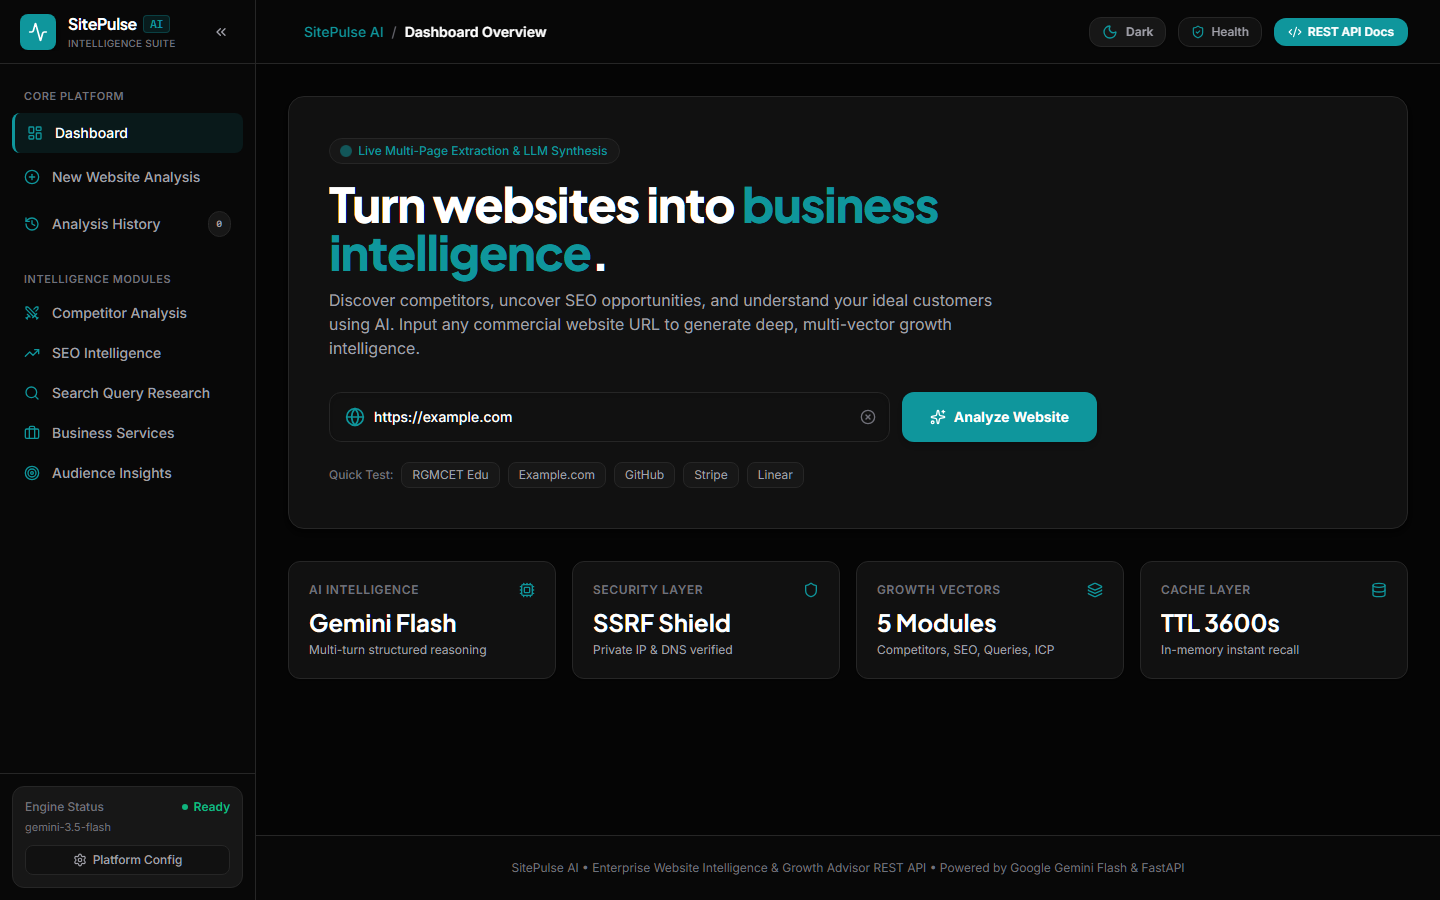 SitePulse AI
INTELLIGENCE SUITE
CORE PLATFORM
Dashboard
New Website Analysis
Analysis History 0
INTELLIGENCE MODULES
Competitor Analysis
SEO Intelligence
Search Query Research
Business Services
Audience Insights
Engine Status Ready
gemini-3.5-flash
Platform Config
SitePulse AI / Dashboard Overview
Dark
Health
REST API Docs
Live Multi-Page Extraction & LLM Synthesis
Turn websites into business
intelligence.
Discover competitors, uncover SEO opportunities, and understand your ideal customers
using AI. Input any commercial website URL to generate deep, multi-vector growth
intelligence.
https://example.com
Analyze Website
Quick Test: RGMCET Edu Example.com GitHub Stripe Linear
AI INTELLIGENCE
Gemini Flash
Multi-turn structured reasoning
SECURITY LAYER
SSRF Shield
Private IP & DNS verified
GROWTH VECTORS
5 Modules
Competitors, SEO, Queries, ICP
CACHE LAYER
TTL 3600s
In-memory instant recall
SitePulse AI • Enterprise Website Intelligence & Growth Advisor REST API • Powered by Google Gemini Flash & FastAPI